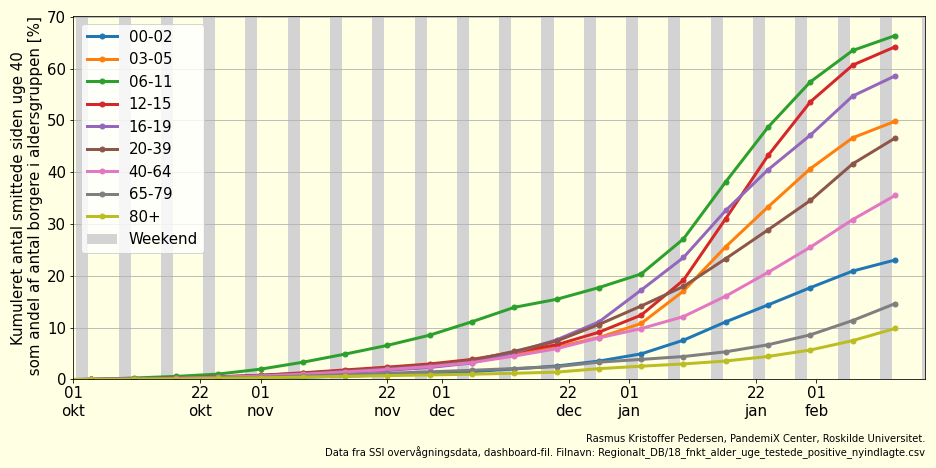 Kumuleret antal smittede siden uge 40
som andel af antal borgere i aldersgruppen [%]
70
60
50
40
30
20
10
0
00-02
03-05
06-11
12-15
16-19
20-39
40-64
65-79
80+
Weekend
01 22 01 22 01 22 01 22 01
okt okt nov nov dec dec jan jan feb
Rasmus Kristoffer Pedersen, PandemiX Center, Roskilde Universitet.
Data fra SSI overvågningsdata, dashboard-fil. Filnavn: Regionalt_DB/18_fnkt_alder_uge_testede_positive_nyindlagte.csv